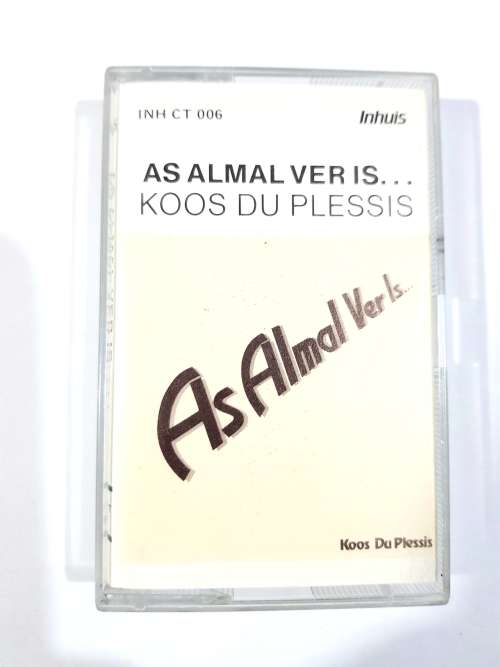 INH CT 006 Inhuis
AS ALMAL VER IS...
KOOS DU PLESSIS
As Almal Ver Is...
Koos Du Plessis